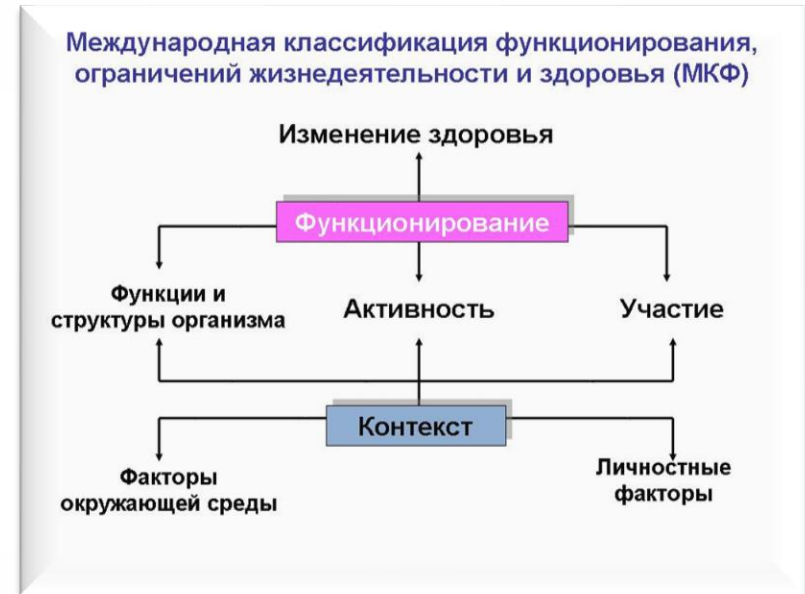 Международная классификация функционирования,
ограничений жизнедеятельности и здоровья (МКФ)
Изменение здоровья
Функционирование
Функции и
структуры организма
Активность
Участие
Контекст
Факторы
окружающей среды
Личностные
факторы